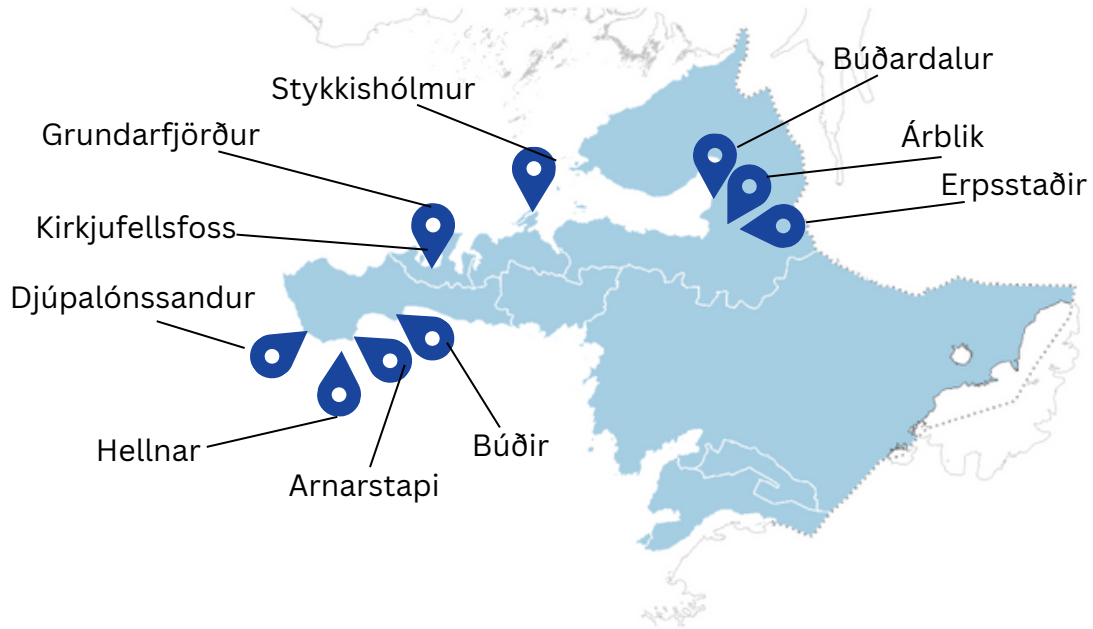 Búðardalur
Stykkishólmur
Grundarfjörður
Árblik
Erpsstaðir
Kirkjufellsfoss
Djúpalónssandur
Hellnar
Búðir
Arnarstapi